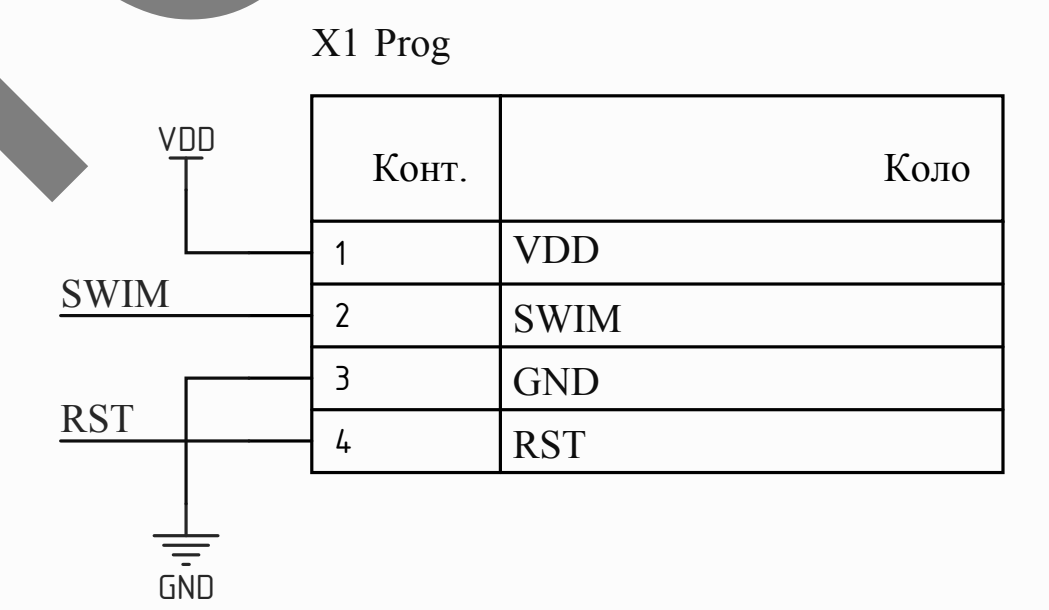 X1 Prog
VDD
Конт. Коло
1 VDD
SWIM
2 SWIM
3 GND
RST
4 RST
GND